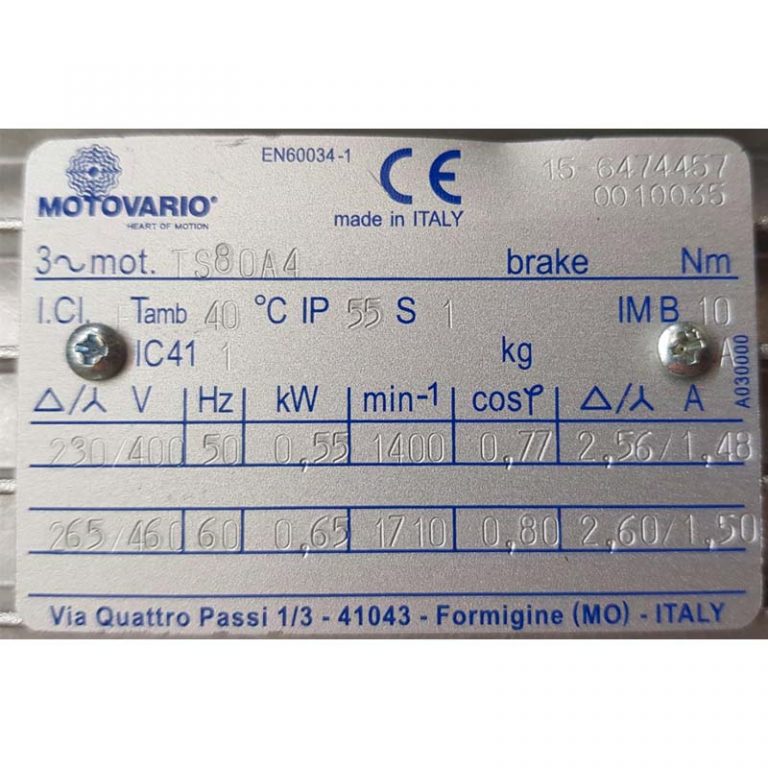 EN60034-1
15 6474457
0010035
MOTOVARIO®
HEART OF MOTION
CE
made in ITALY
3~mot. TS80A4 brake Nm
I.Cl. Tamb 40 °C IP 55 S 1 IM B 10
IC41 1 kg A
A030000
△/⅄ V Hz kW min-1 cosφ △/⅄ A
230/400 50 0,55 1400 0,77 2,56/1,48
265/460 60 0,65 1710 0,80 2,60/1,50
Via Quattro Passi 1/3 - 41043 - Formigine (MO) - ITALY